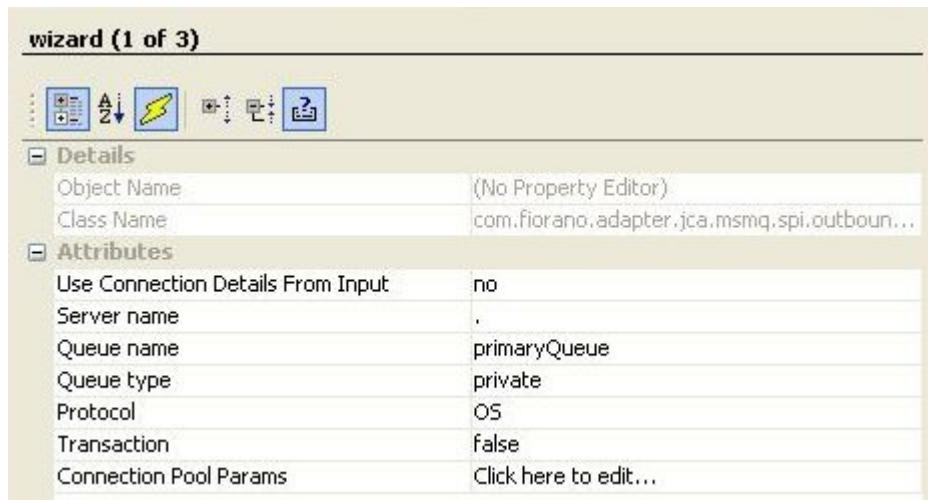 wizard (1 of 3)
Details
Object Name (No Property Editor)
Class Name com.fiorano.adapter.jca.msmq.spi.outboun...
Attributes
Use Connection Details From Input no
Server name .
Queue name primaryQueue
Queue type private
Protocol OS
Transaction false
Connection Pool Params Click here to edit...